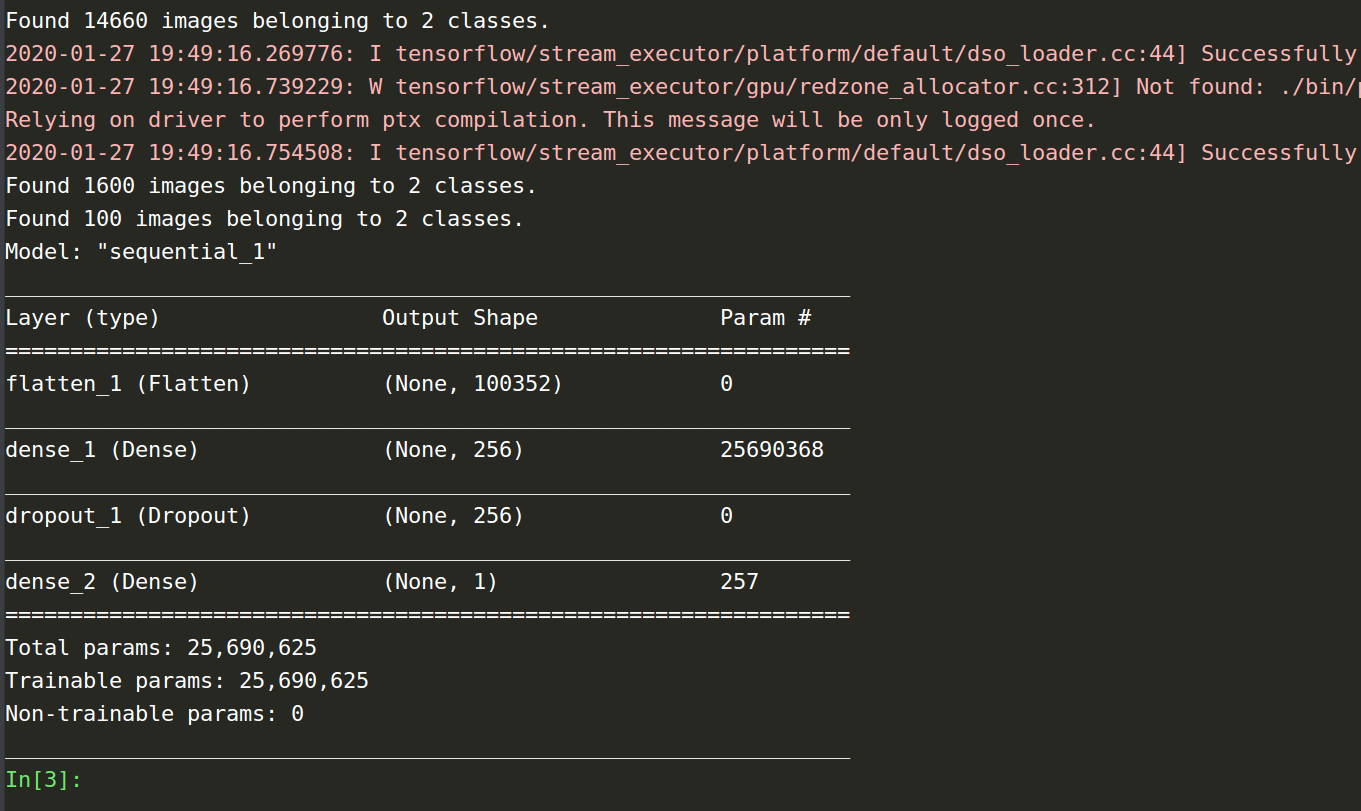 Found 14660 images belonging to 2 classes.
2020-01-27 19:49:16.269776: I tensorflow/stream_executor/platform/default/dso_loader.cc:44] Successfully
2020-01-27 19:49:16.739229: W tensorflow/stream_executor/gpu/redzone_allocator.cc:312] Not found: ./bin/p
Relying on driver to perform ptx compilation. This message will be only logged once.
2020-01-27 19:49:16.754508: I tensorflow/stream_executor/platform/default/dso_loader.cc:44] Successfully
Found 1600 images belonging to 2 classes.
Found 100 images belonging to 2 classes.
Model: "sequential_1"
_________________________________________________________________
Layer (type)                 Output Shape              Param #
=================================================================
flatten_1 (Flatten)          (None, 100352)            0
_________________________________________________________________
dense_1 (Dense)              (None, 256)               25690368
_________________________________________________________________
dropout_1 (Dropout)          (None, 256)               0
_________________________________________________________________
dense_2 (Dense)              (None, 1)                 257
=================================================================
Total params: 25,690,625
Trainable params: 25,690,625
Non-trainable params: 0
_________________________________________________________________
In[3]: